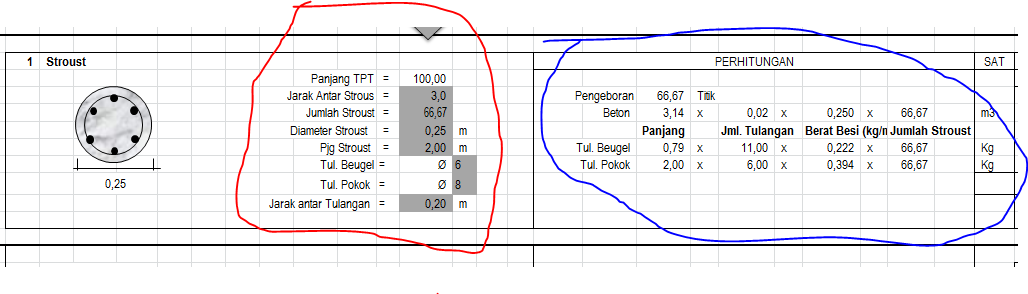 1 Stroust
0,25
Panjang TPT = 100,00
Jarak Antar Strous = 3,0
Jumlah Stroust = 66,67
Diameter Stroust = 0,25 m
Pjg Stroust = 2,00 m
Tul. Beugel = Ø 6
Tul. Pokok = Ø 8
Jarak antar Tulangan = 0,20 m
PERHITUNGAN SAT
Pengeboran 66,67 Titik
Beton 3,14 x 0,02 x 0,250 x 66,67 m3
Panjang Jml. Tulangan Berat Besi (kg/n Jumlah Stroust
Tul. Beugel 0,79 x 11,00 x 0,222 x 66,67 Kg
Tul. Pokok 2,00 x 6,00 x 0,394 x 66,67 Kg